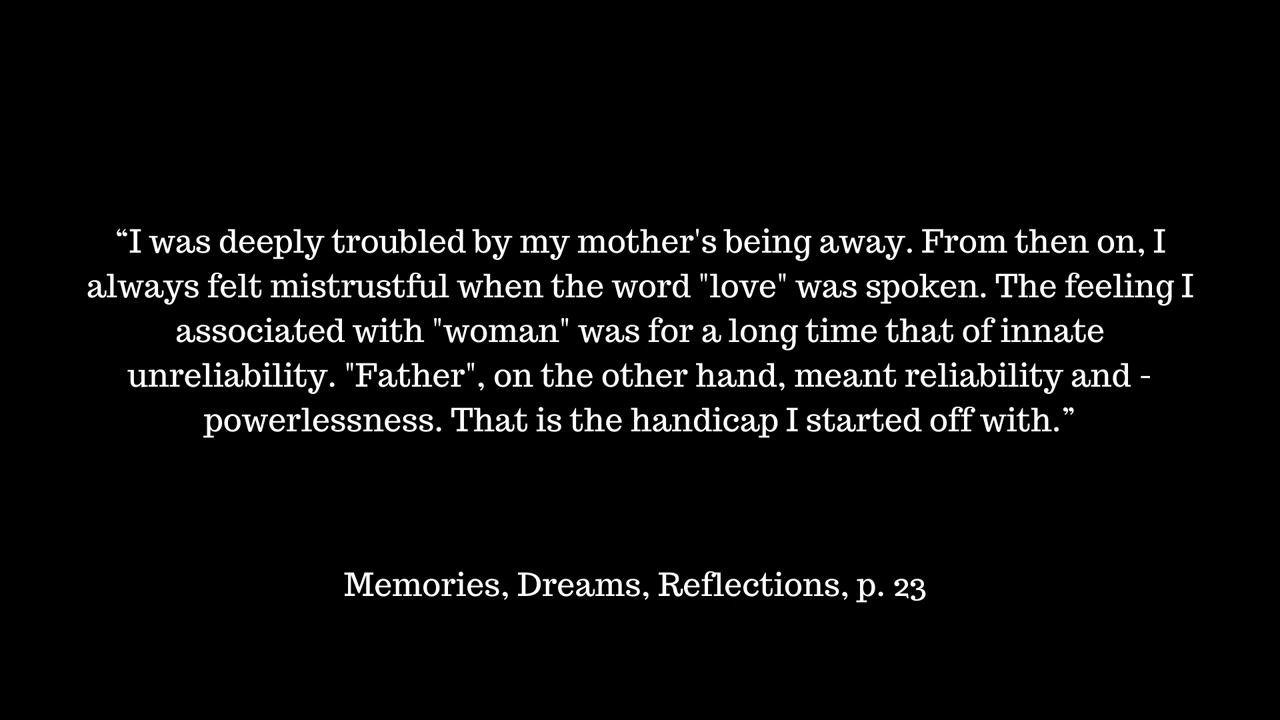 “I was deeply troubled by my mother's being away. From then on, I
always felt mistrustful when the word "love" was spoken. The feeling I
associated with "woman" was for a long time that of innate
unreliability. "Father", on the other hand, meant reliability and -
powerlessness. That is the handicap I started off with.”
Memories, Dreams, Reflections, p. 23